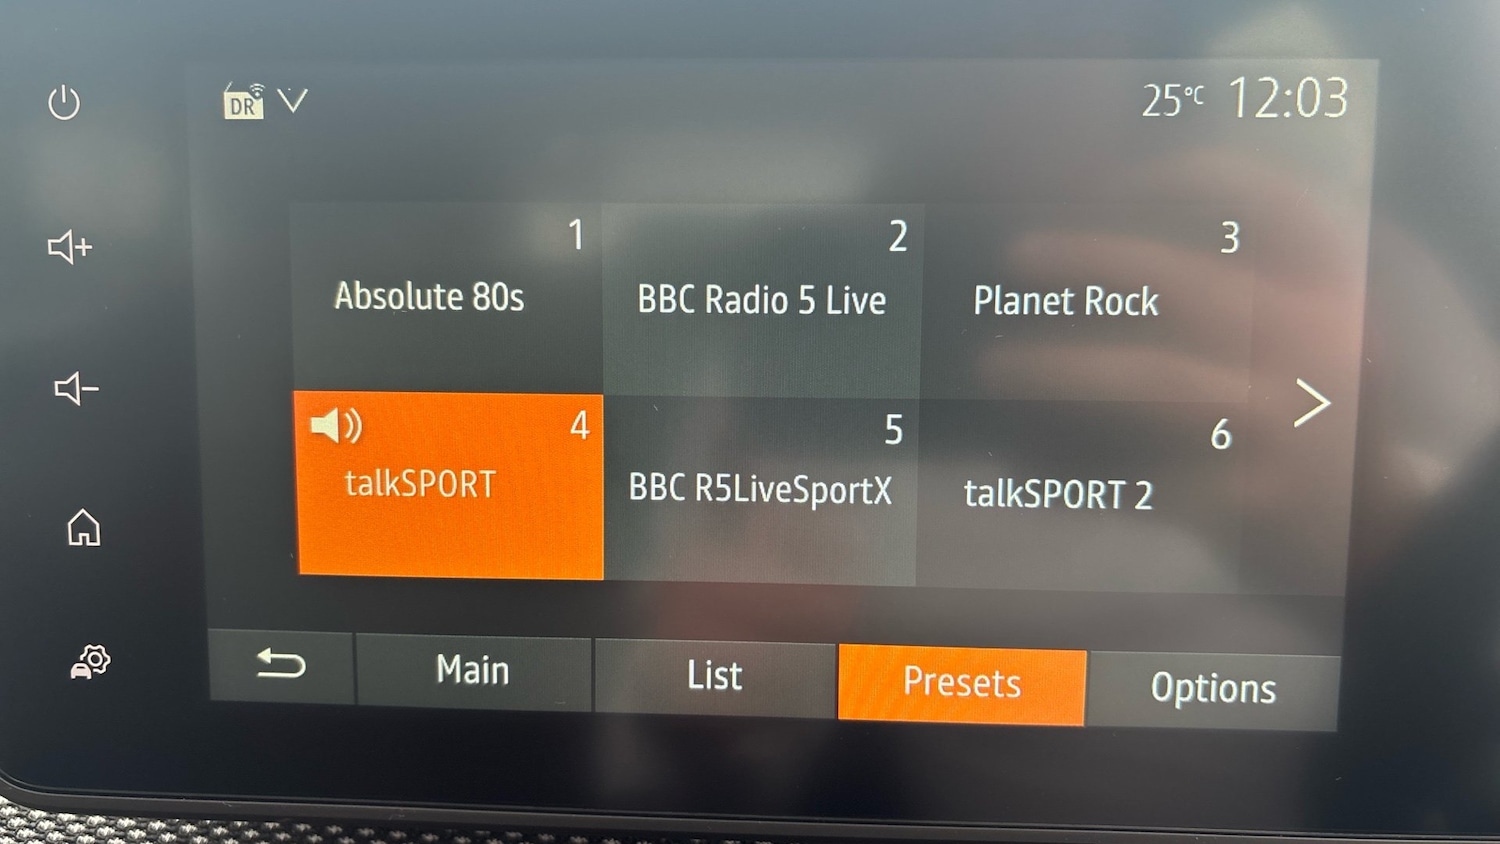 DR
25°C 12:03
1
Absolute 80s
2
BBC Radio 5 Live
3
Planet Rock
4
talkSPORT
5
BBC R5LiveSportX
6
talkSPORT 2
Main
List
Presets
Options